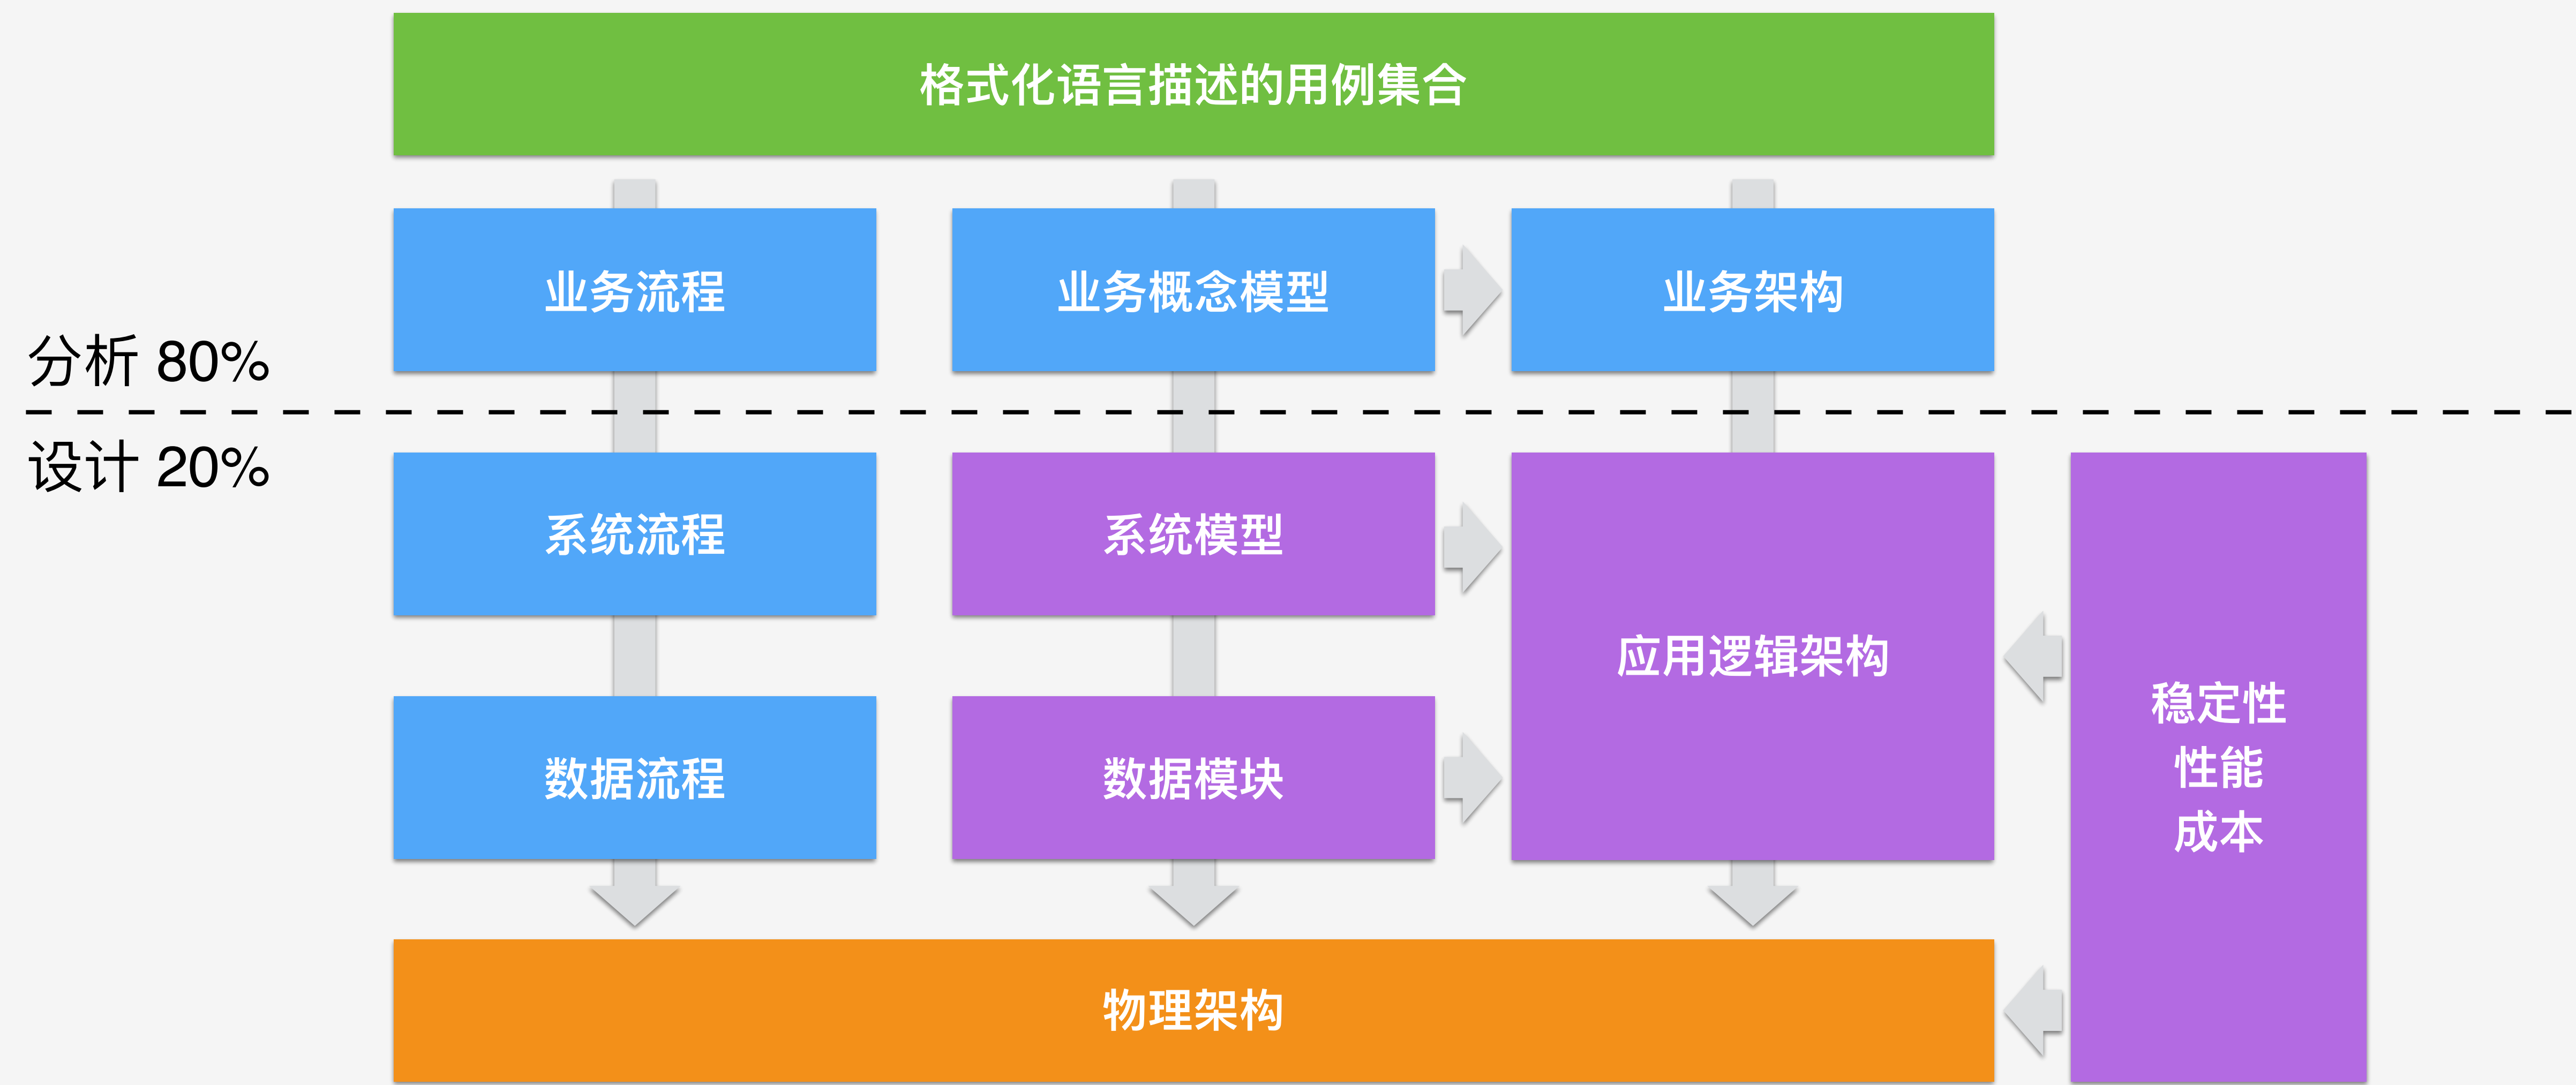 格式化语言描述的用例集合
业务流程
业务概念模型
业务架构
分析 80%
设计 20%
系统流程
系统模型
应用逻辑架构
数据流程
数据模块
稳定性
性能
成本
物理架构